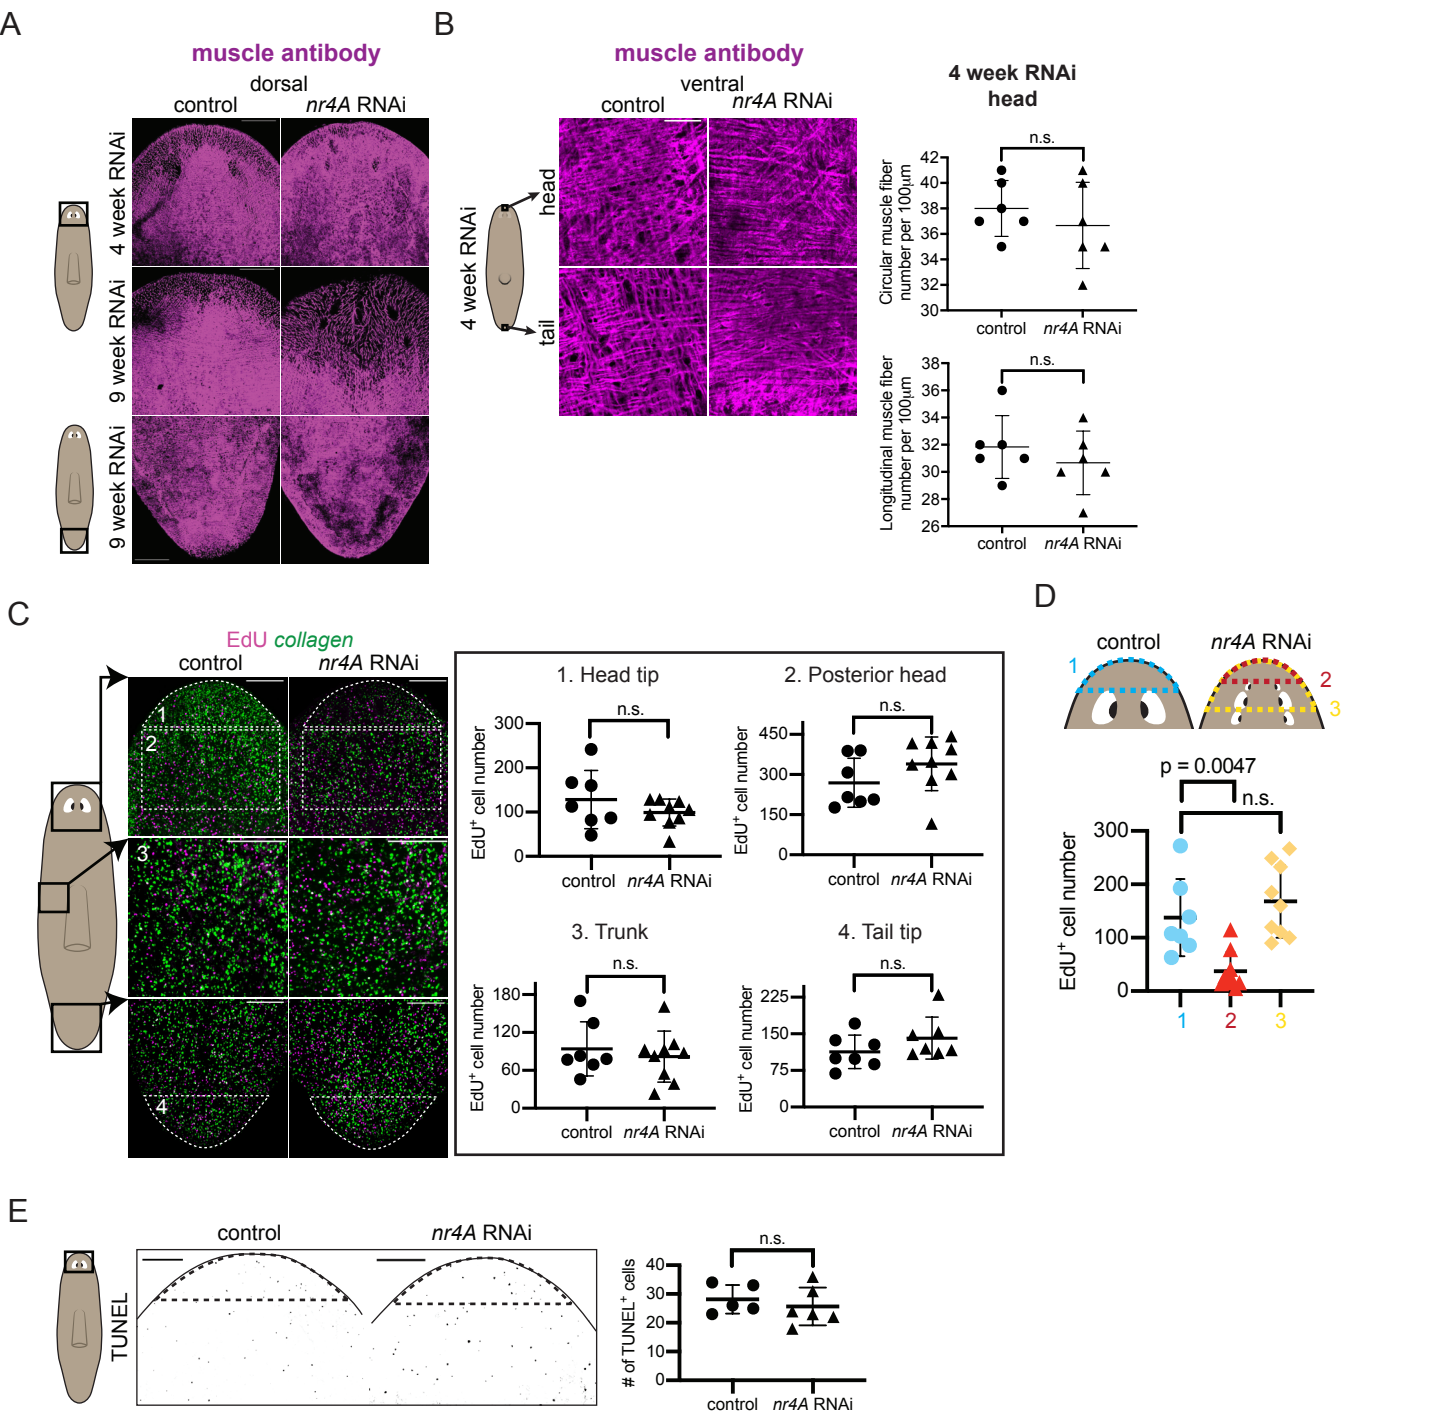 A
muscle antibody
dorsal
control
nr4A RNAi
4 week RNAi
9 week RNAi
9 week RNAi
B
muscle antibody
ventral
control
nr4A RNAi
4 week RNAi
head
tail
4 week RNAi
head
n.s.
Circular muscle fiber
number per 100μm
42
40
38
36
34
32
30
control
nr4A RNAi
n.s.
Longitudinal muscle fiber
number per 100μm
38
36
34
32
30
28
26
control
nr4A RNAi
C
EdU collagen
control
nr4A RNAi
1
2
3
4
1. Head tip
n.s.
EdU+ cell number
300
200
100
0
control
nr4A RNAi
2. Posterior head
n.s.
EdU+ cell number
450
300
150
0
control
nr4A RNAi
3. Trunk
n.s.
EdU+ cell number
180
120
60
0
control
nr4A RNAi
4. Tail tip
n.s.
EdU+ cell number
225
150
75
0
control
nr4A RNAi
D
control
nr4A RNAi
1
2
3
p = 0.0047
n.s.
EdU+ cell number
300
200
100
0
1
2
3
E
control
nr4A RNAi
TUNEL
n.s.
# of TUNEL+ cells
40
30
20
10
0
control
nr4A RNAi